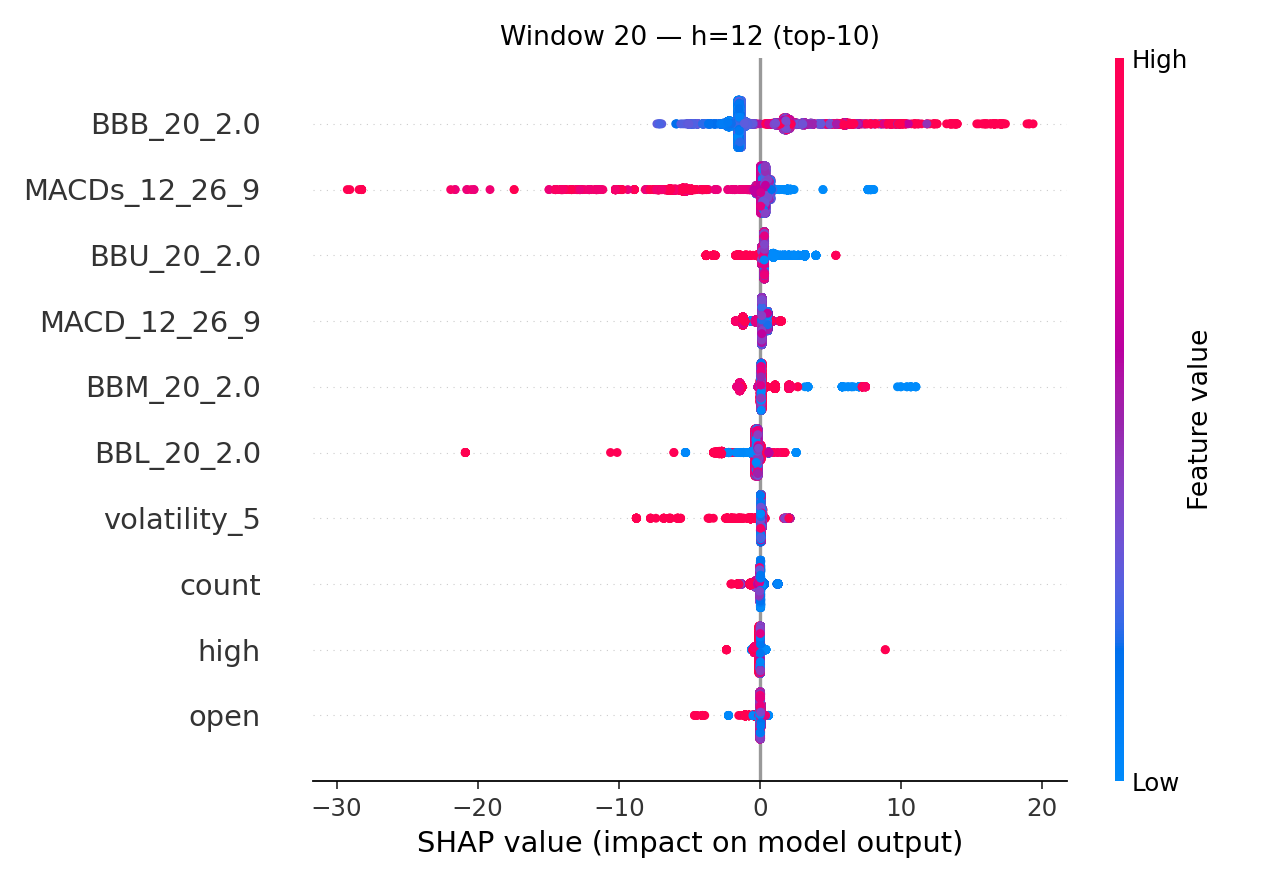 Window 20 — h=12 (top-10)
High
BBB_20_2.0
MACDs_12_26_9
BBU_20_2.0
MACD_12_26_9
BBM_20_2.0
BBL_20_2.0
volatility_5
count
high
open
Feature value
Low
−30 −20 −10 0 10 20
SHAP value (impact on model output)